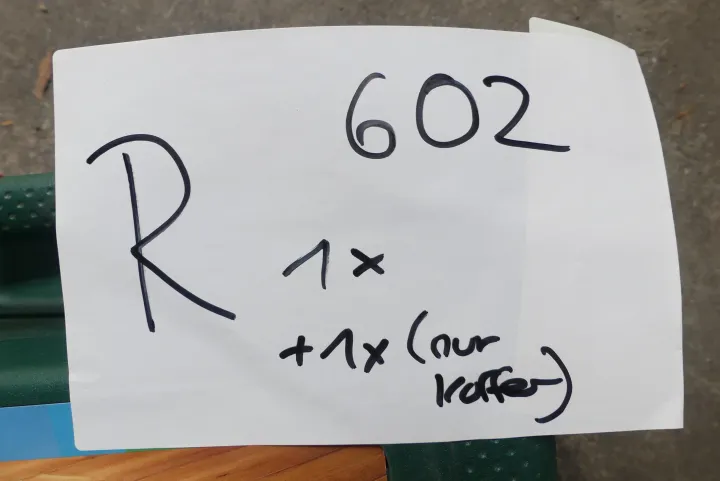 602
R
1x
+1x (nur
koffer)